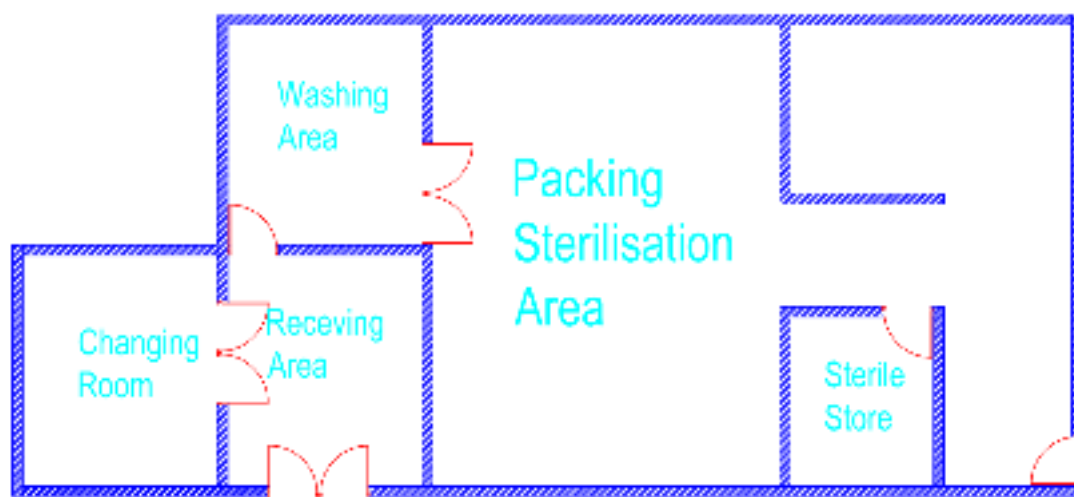 Washing
Area
Packing
Sterilisation
Area
Changing
Room
Receving
Area
Sterile
Store